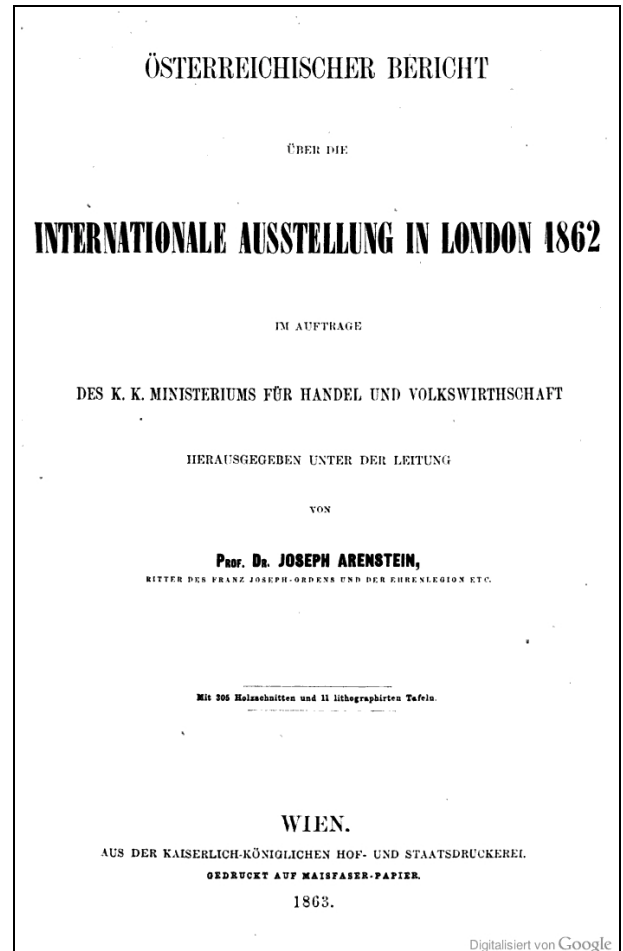 ÖSTERREICHISCHER BERICHT
ÜBER DIE
INTERNATIONALE AUSSTELLUNG IN LONDON 1862
IM AUFTRAGE
DES K. K. MINISTERIUMS FÜR HANDEL UND VOLKSWIRTHSCHAFT
HERAUSGEGEBEN UNTER DER LEITUNG
VON
PROF. DR. JOSEPH ARENSTEIN,
RITTER DES FRANZ JOSEPH-ORDENS UND DER EHRENLEGION ETC.
Mit 305 Holzschnitten und 11 lithographirten Tafeln.
WIEN.
AUS DER KAISERLICH-KÖNIGLICHEN HOF- UND STAATSDRUCKEREI.
GEDRUCKT AUF MAISFASER-PAPIER.
1863.
Digitalisiert von Google